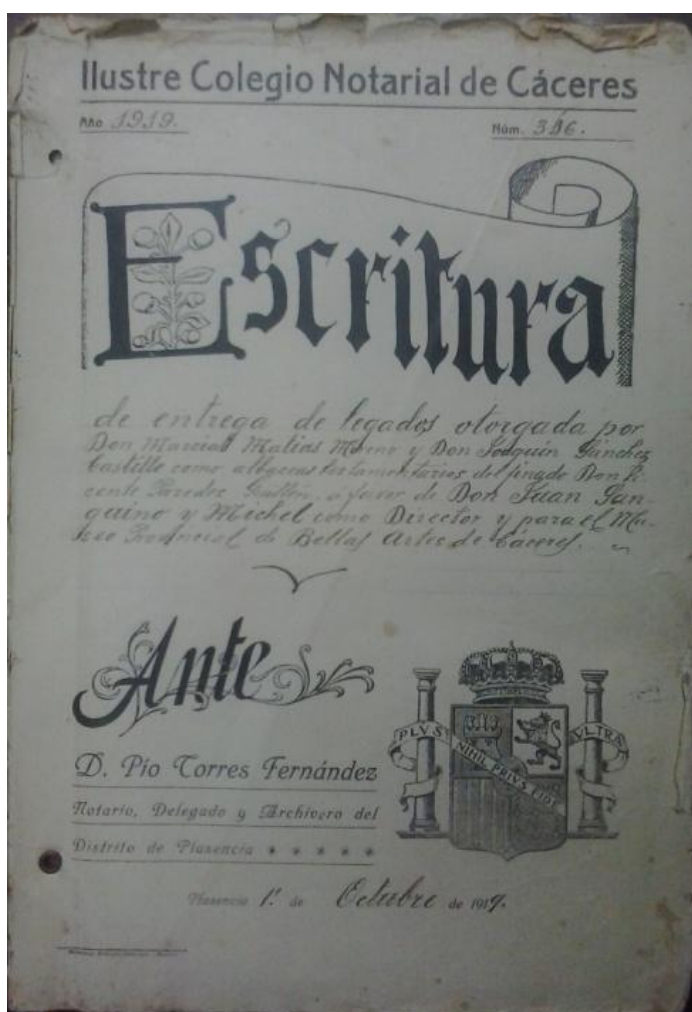 Ilustre Colegio Notarial de Cáceres
Año 1919.
Núm. 346.
Escritura
de entrega de legados otorgada por
Don Marcial Matías Moreno y Don Joaquín Sánchez
Castillo como albaceas testamentarios del finado Don Vi-
cente Paredes Guillén, a favor de Don Juan San-
guino y Michel como Director y para el Mu-
seo Provincial de Bellas Artes de Cáceres.
Ante
D. Pío Torres Fernández
Notario, Delegado y Archivero del
Distrito de Plasencia
Plasencia 1.º de Octubre de 1919.
PLVS
VLTRA
NIHIL PRIVS FIDE